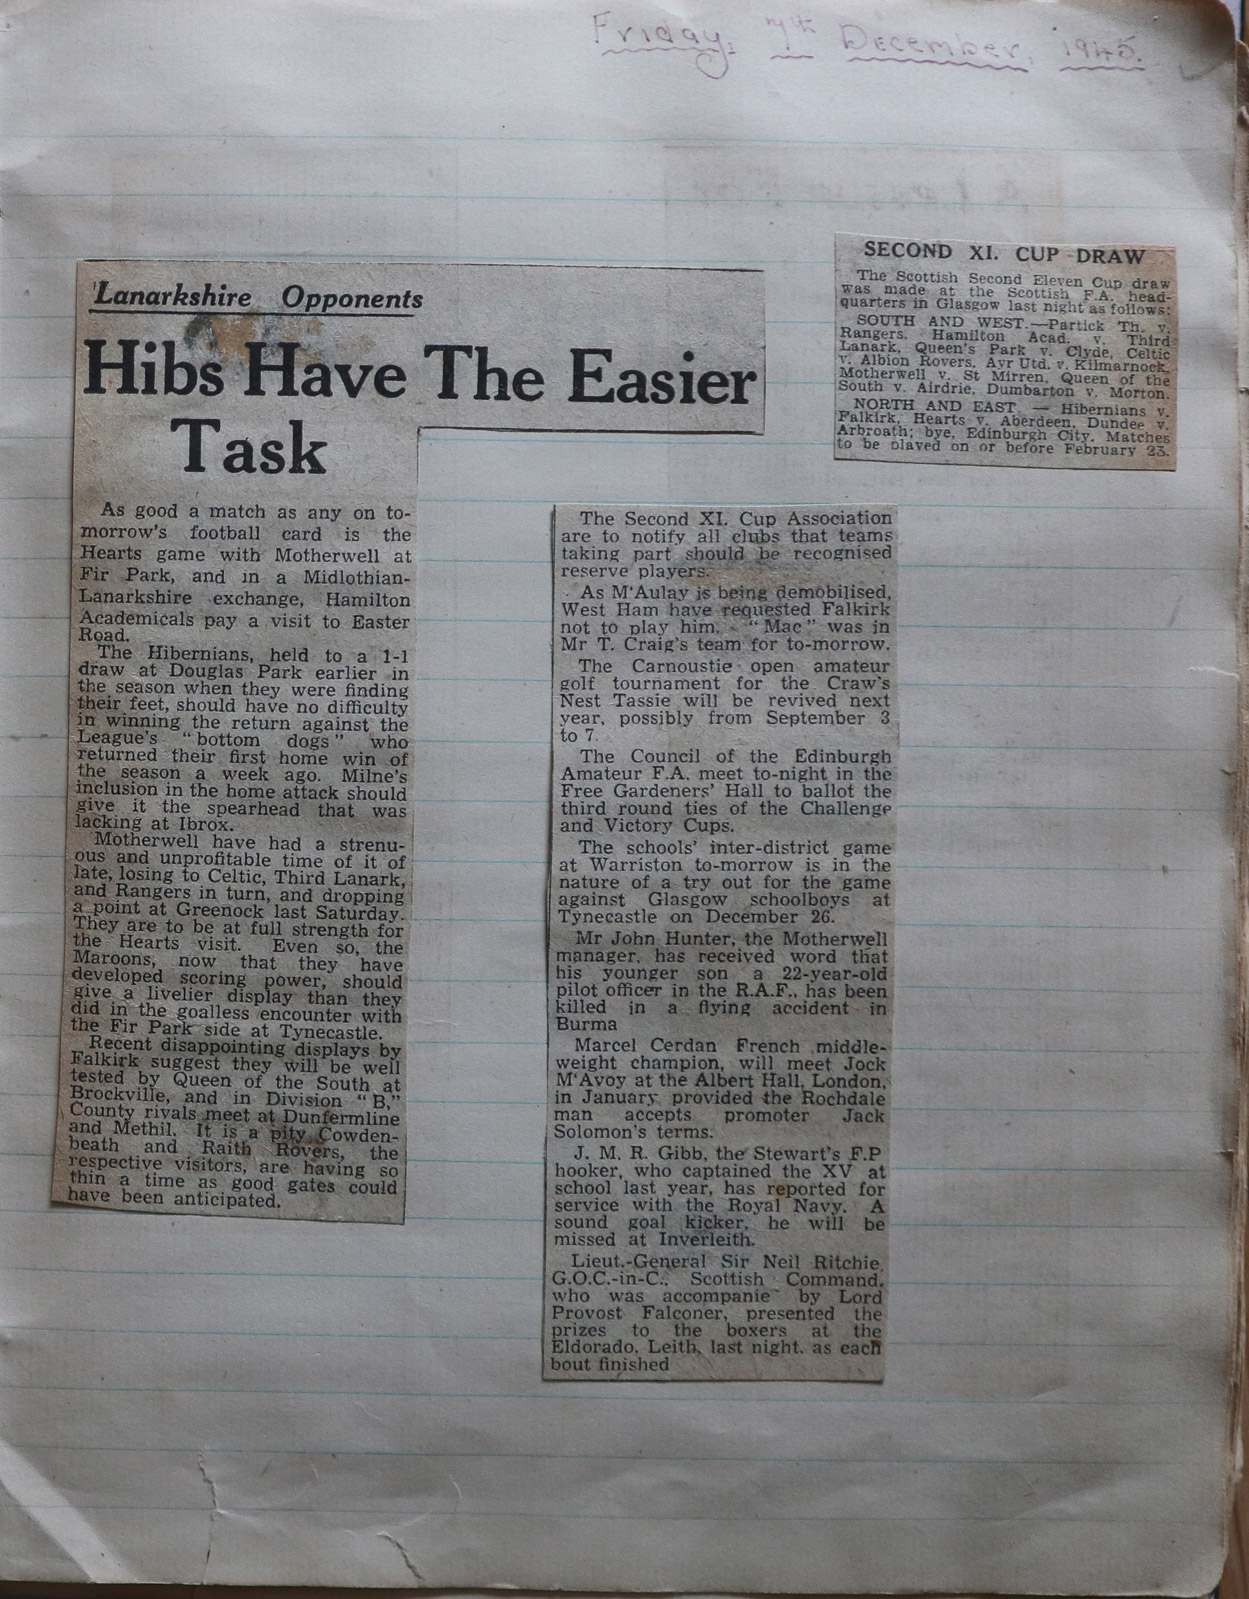 Friday, 7th December, 1945.
Lanarkshire Opponents
Hibs Have The Easier
Task
As good a match as any on to-
morrow's football card is the
Hearts game with Motherwell at
Fir Park, and in a Midlothian-
Lanarkshire exchange, Hamilton
Academicals pay a visit to Easter
Road.
The Hibernians, held to a 1-1
draw at Douglas Park earlier in
the season when they were finding
their feet, should have no difficulty
in winning the return against the
League's "bottom dogs" who
returned their first home win of
the season a week ago. Milne's
inclusion in the home attack should
give it the spearhead that was
lacking at Ibrox.
Motherwell have had a strenu-
ous and unprofitable time of it of
late, losing to Celtic, Third Lanark,
and Rangers in turn, and dropping
a point at Greenock last Saturday.
They are to be at full strength for
the Hearts visit. Even so, the
Maroons, now that they have
developed scoring power, should
give a livelier display than they
did in the goalless encounter with
the Fir Park side at Tynecastle.
Recent disappointing displays by
Falkirk suggest they will be well
tested by Queen of the South at
Brockville, and in Division "B,"
County rivals meet at Dunfermline
and Methil. It is a pity Cowden-
beath and Raith Rovers, the
respective visitors, are having so
thin a time as good gates could
have been anticipated.
SECOND XI. CUP DRAW
The Scottish Second Eleven Cup draw
was made at the Scottish F.A. head-
quarters in Glasgow last night as follows:
SOUTH AND WEST.—Partick Th. v.
Rangers, Hamilton Acad. v. Third
Lanark, Queen's Park v. Clyde, Celtic
v. Albion Rovers, Ayr Utd. v. Kilmarnock,
Motherwell v. St Mirren, Queen of the
South v. Airdrie, Dumbarton v. Morton.
NORTH AND EAST — Hibernians v.
Falkirk, Hearts v. Aberdeen, Dundee v.
Arbroath; bye, Edinburgh City. Matches
to be played on or before February 23.
The Second XI. Cup Association
are to notify all clubs that teams
taking part should be recognised
reserve players.
As M'Aulay is being demobilised,
West Ham have requested Falkirk
not to play him. "Mac" was in
Mr T. Craig's team for to-morrow.
The Carnoustie open amateur
golf tournament for the Craw's
Nest Tassie will be revived next
year, possibly from September 3
to 7.
The Council of the Edinburgh
Amateur F.A. meet to-night in the
Free Gardeners' Hall to ballot the
third round ties of the Challenge
and Victory Cups.
The schools' inter-district game
at Warriston to-morrow is in the
nature of a try out for the game
against Glasgow schoolboys at
Tynecastle on December 26.
Mr John Hunter, the Motherwell
manager, has received word that
his younger son a 22-year-old
pilot officer in the R.A.F., has been
killed in a flying accident in
Burma
Marcel Cerdan French middle-
weight champion, will meet Jock
M'Avoy at the Albert Hall, London,
in January provided the Rochdale
man accepts promoter Jack
Solomon's terms.
J. M. R. Gibb, the Stewart's F.P
hooker, who captained the XV at
school last year, has reported for
service with the Royal Navy. A
sound goal kicker, he will be
missed at Inverleith.
Lieut.-General Sir Neil Ritchie
G.O.C.-in-C., Scottish Command,
who was accompanie by Lord
Provost Falconer, presented the
prizes to the boxers at the
Eldorado, Leith, last night, as each
bout finished